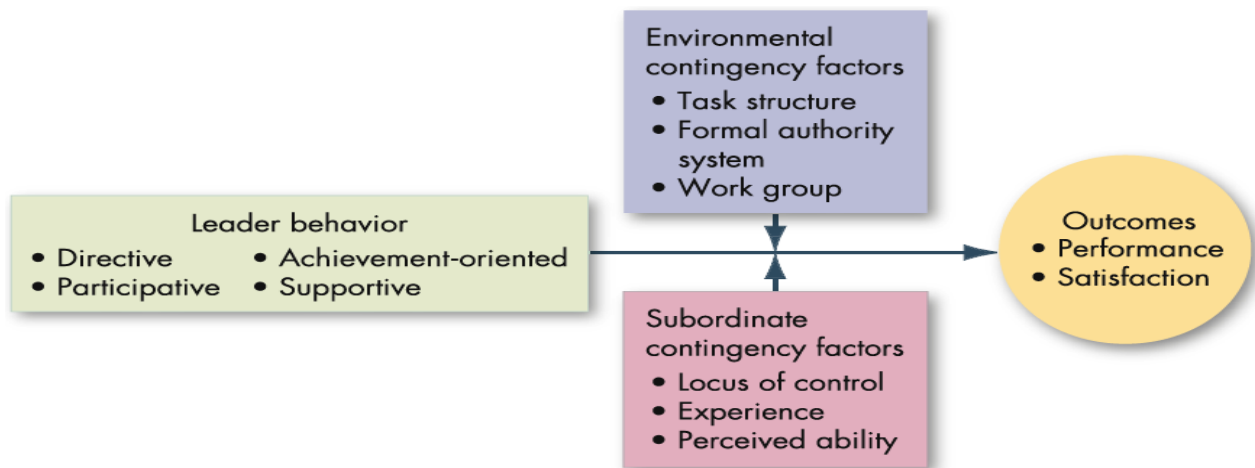 Environmental
contingency factors
• Task structure
• Formal authority
system
• Work group
Leader behavior
• Directive • Achievement-oriented
• Participative • Supportive
Outcomes
• Performance
• Satisfaction
Subordinate
contingency factors
• Locus of control
• Experience
• Perceived ability